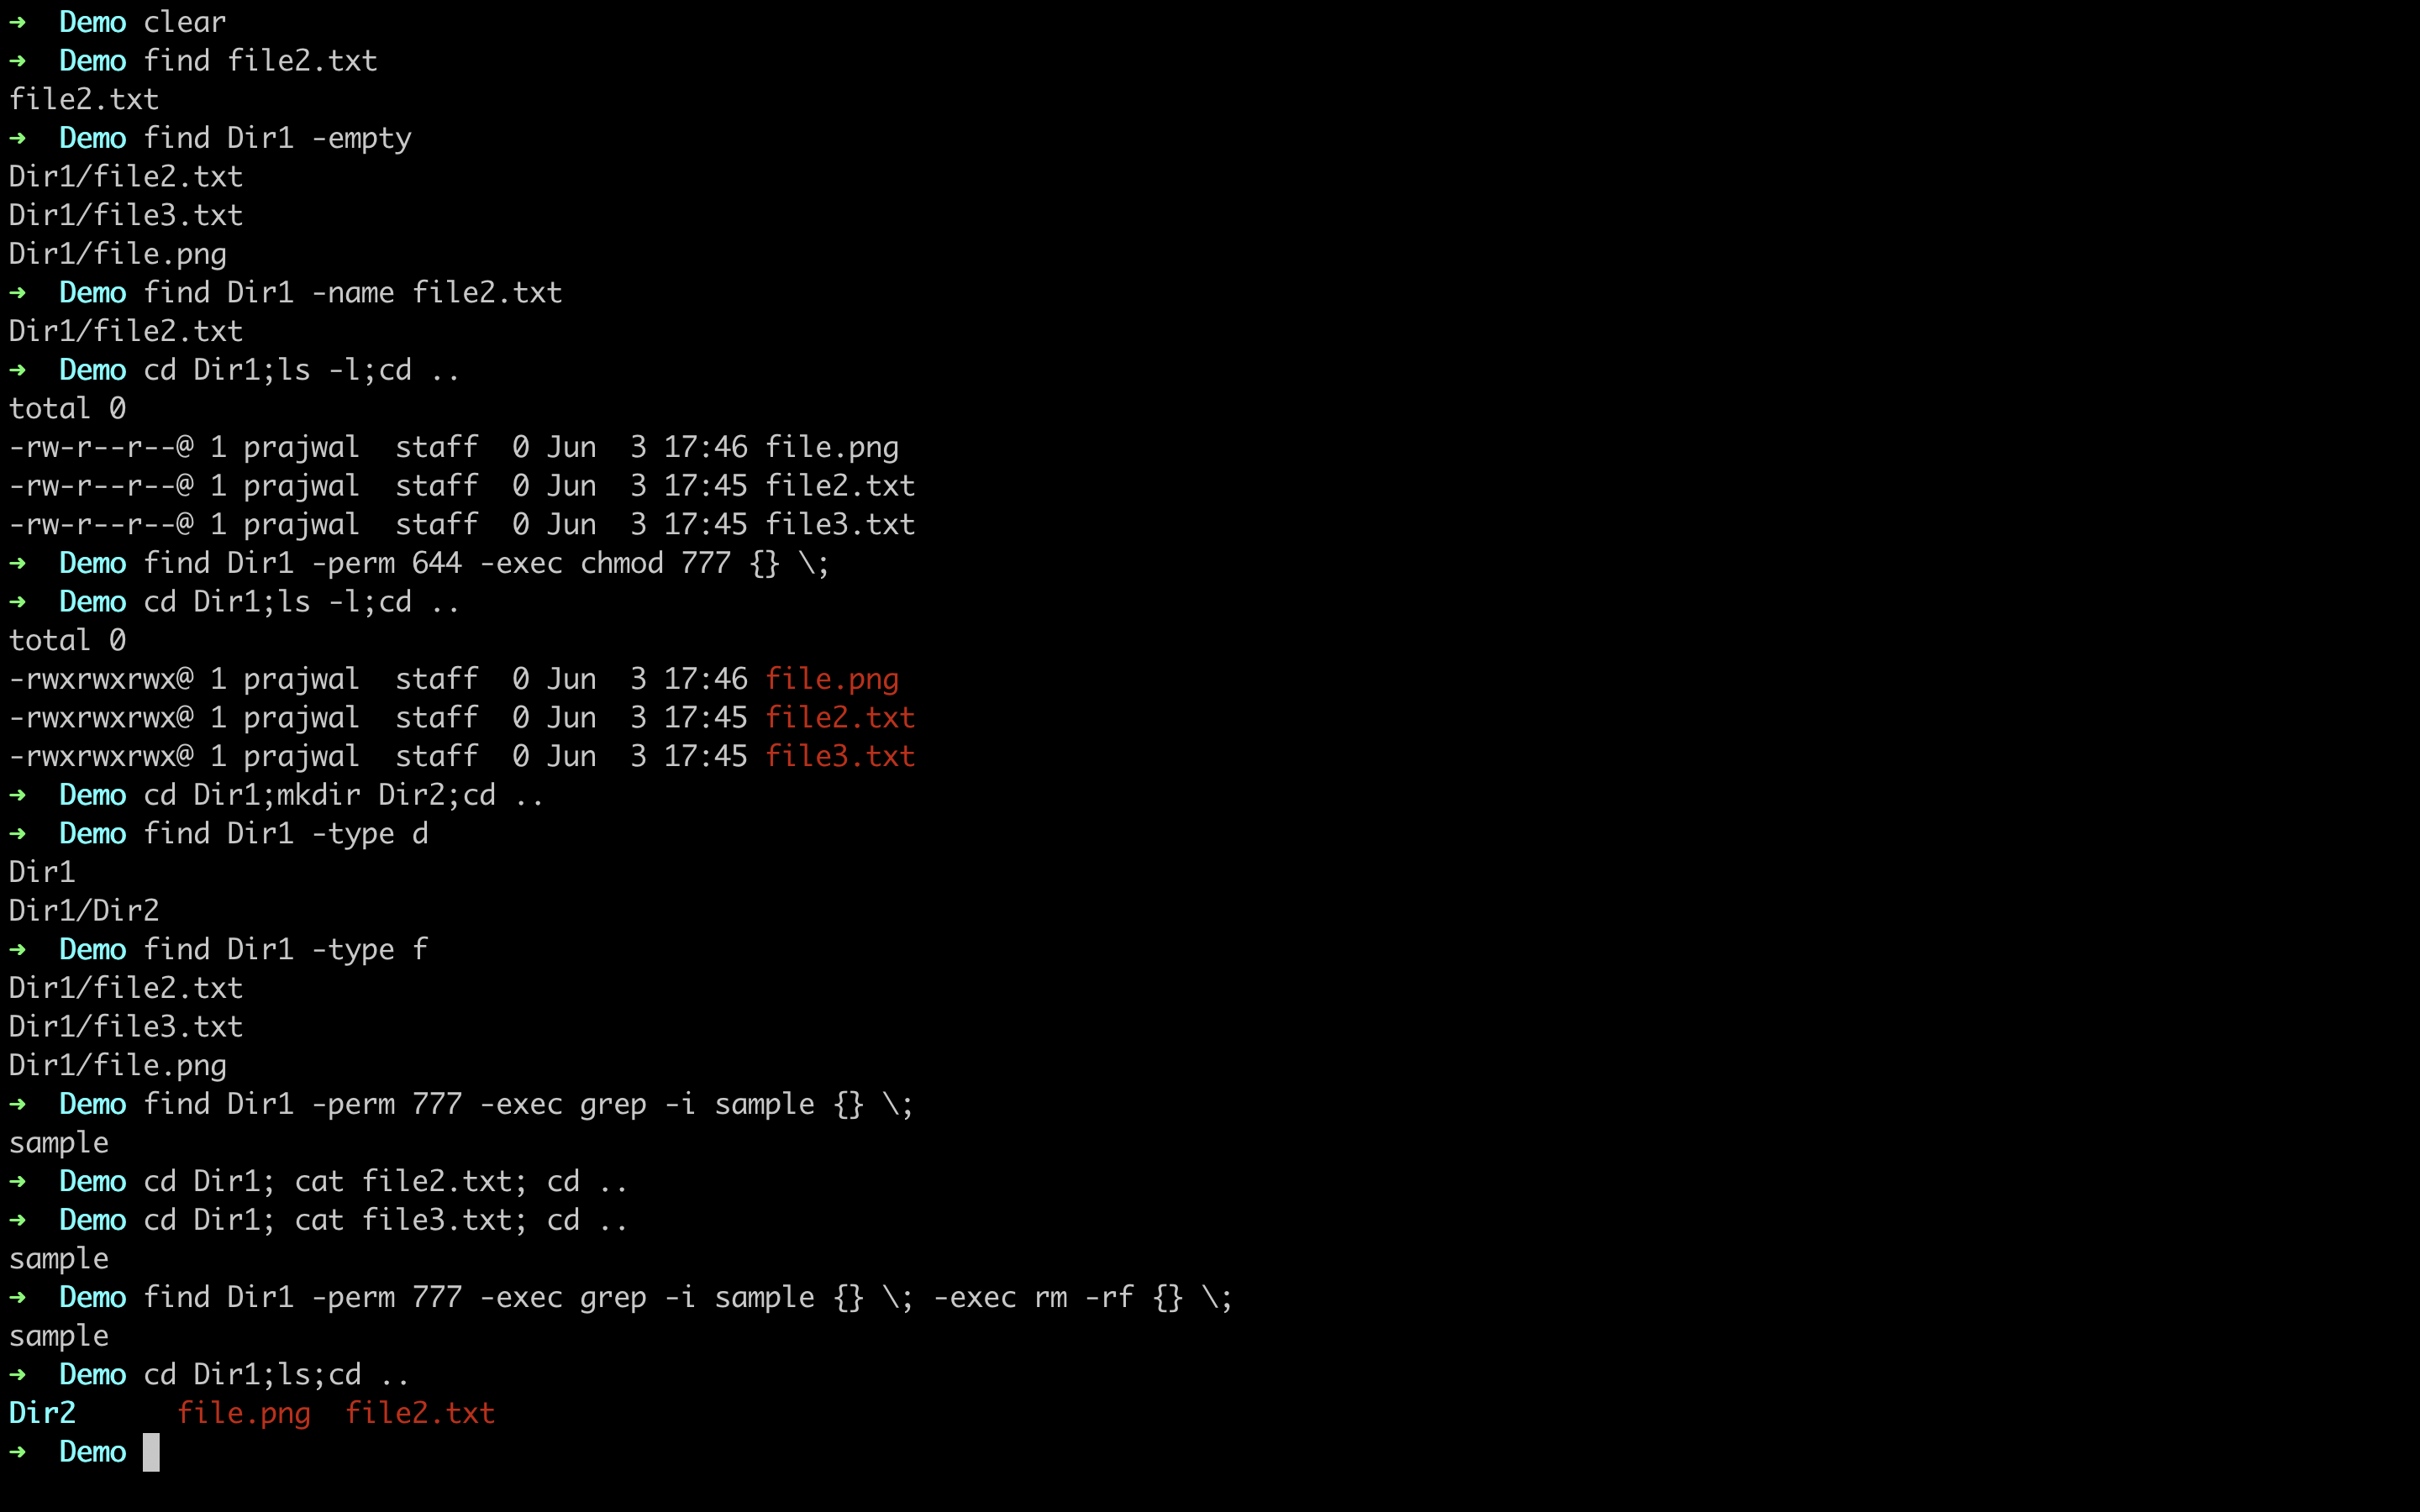 ➜  Demo clear
➜  Demo find file2.txt
file2.txt
➜  Demo find Dir1 -empty
Dir1/file2.txt
Dir1/file3.txt
Dir1/file.png
➜  Demo find Dir1 -name file2.txt
Dir1/file2.txt
➜  Demo cd Dir1;ls -l;cd ..
total 0
-rw-r--r--@ 1 prajwal  staff  0 Jun  3 17:46 file.png
-rw-r--r--@ 1 prajwal  staff  0 Jun  3 17:45 file2.txt
-rw-r--r--@ 1 prajwal  staff  0 Jun  3 17:45 file3.txt
➜  Demo find Dir1 -perm 644 -exec chmod 777 {} \;
➜  Demo cd Dir1;ls -l;cd ..
total 0
-rwxrwxrwx@ 1 prajwal  staff  0 Jun  3 17:46 file.png
-rwxrwxrwx@ 1 prajwal  staff  0 Jun  3 17:45 file2.txt
-rwxrwxrwx@ 1 prajwal  staff  0 Jun  3 17:45 file3.txt
➜  Demo cd Dir1;mkdir Dir2;cd ..
➜  Demo find Dir1 -type d
Dir1
Dir1/Dir2
➜  Demo find Dir1 -type f
Dir1/file2.txt
Dir1/file3.txt
Dir1/file.png
➜  Demo find Dir1 -perm 777 -exec grep -i sample {} \;
sample
➜  Demo cd Dir1; cat file2.txt; cd ..
➜  Demo cd Dir1; cat file3.txt; cd ..
sample
➜  Demo find Dir1 -perm 777 -exec grep -i sample {} \; -exec rm -rf {} \;
sample
➜  Demo cd Dir1;ls;cd ..
Dir2      file.png  file2.txt
➜  Demo